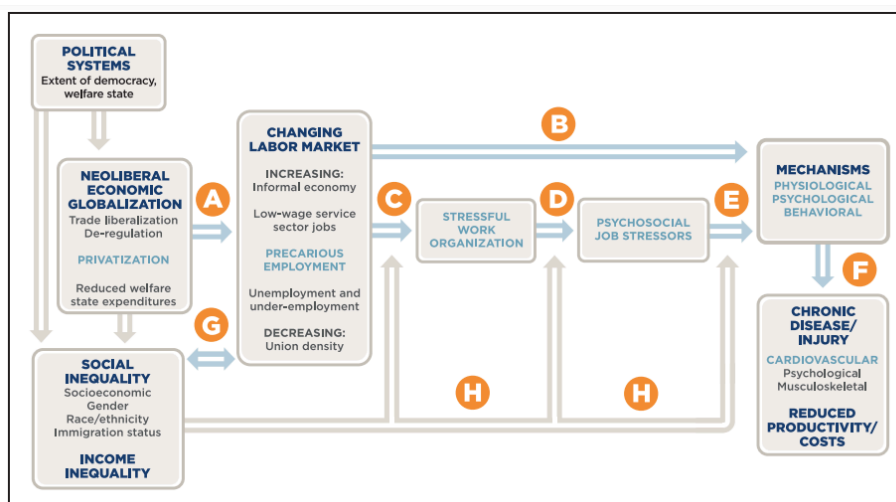 POLITICAL
SYSTEMS
Extent of democracy,
welfare state
NEOLIBERAL
ECONOMIC
GLOBALIZATION
Trade liberalization
De-regulation
PRIVATIZATION
Reduced welfare
state expenditures
A
CHANGING
LABOR MARKET
INCREASING:
Informal economy
Low-wage service
sector jobs
PRECARIOUS
EMPLOYMENT
Unemployment and
under-employment
DECREASING:
Union density
B
C
STRESSFUL
WORK
ORGANIZATION
D
PSYCHOSOCIAL
JOB STRESSORS
E
MECHANISMS
PHYSIOLOGICAL
PSYCHOLOGICAL
BEHAVIORAL
F
G
SOCIAL
INEQUALITY
Socioeconomic
Gender
Race/ethnicity
Immigration status
INCOME
INEQUALITY
H
H
CHRONIC
DISEASE/
INJURY
CARDIOVASCULAR
Psychological
Musculoskeletal
REDUCED
PRODUCTIVITY/
COSTS